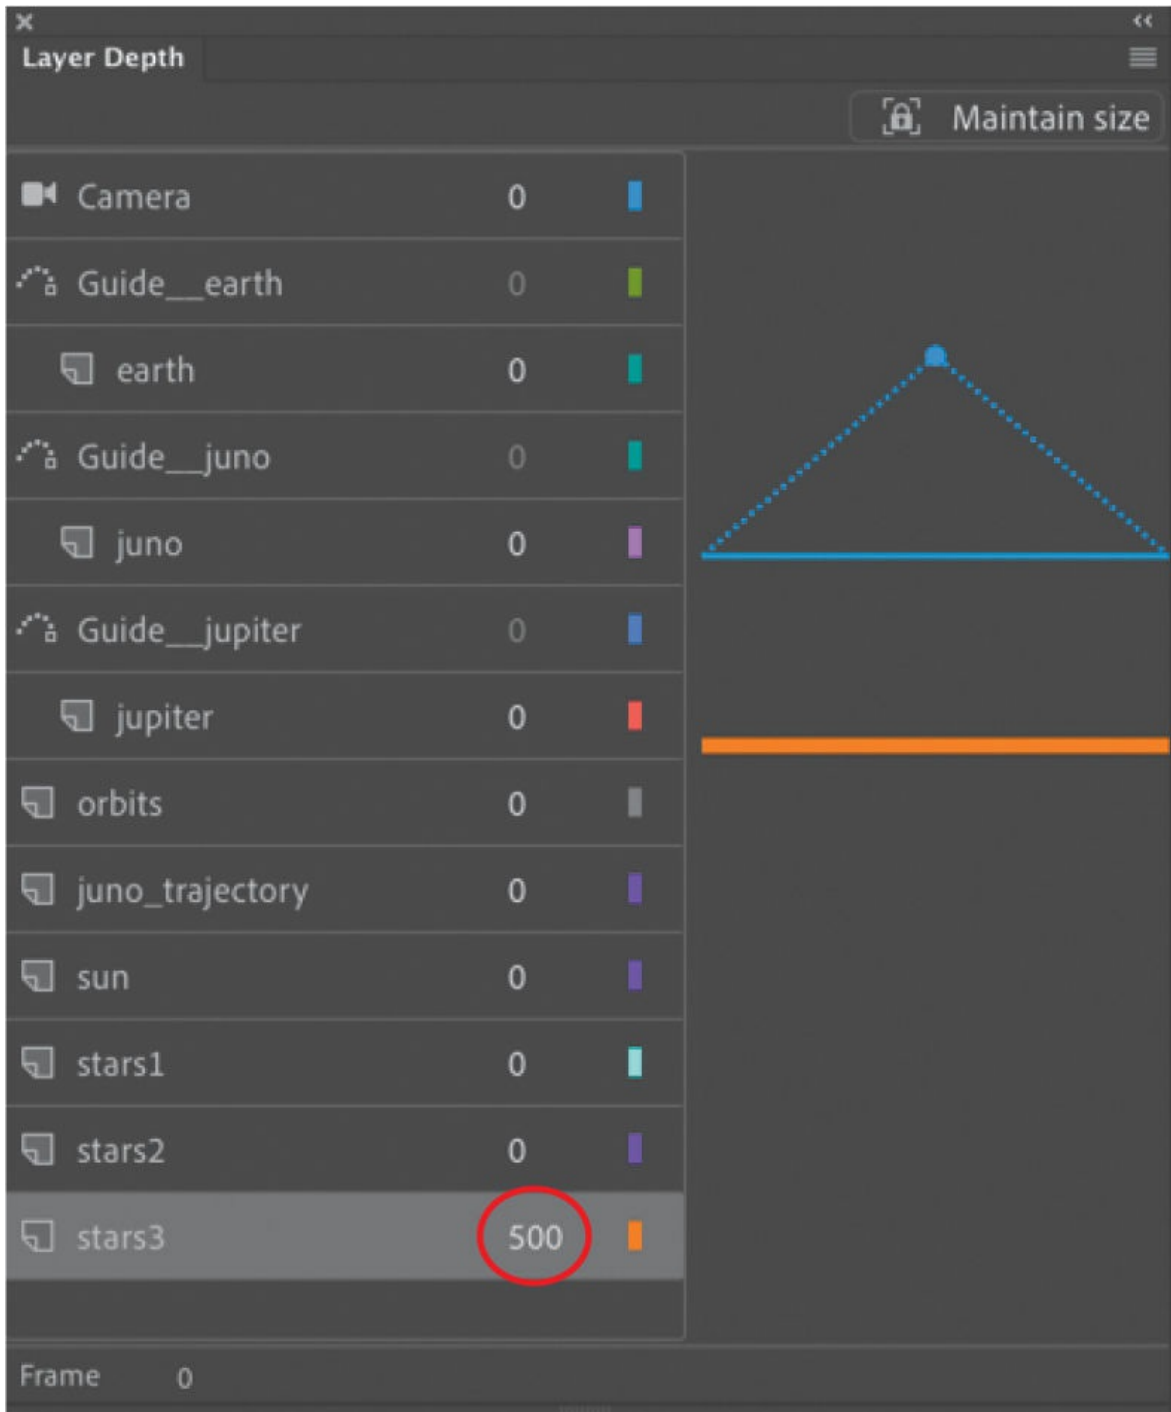 Layer Depth
Maintain size
Camera 0
Guide__earth 0
earth 0
Guide__juno 0
juno 0
Guide__jupiter 0
jupiter 0
orbits 0
juno_trajectory 0
sun 0
stars1 0
stars2 0
stars3 500
Frame 0